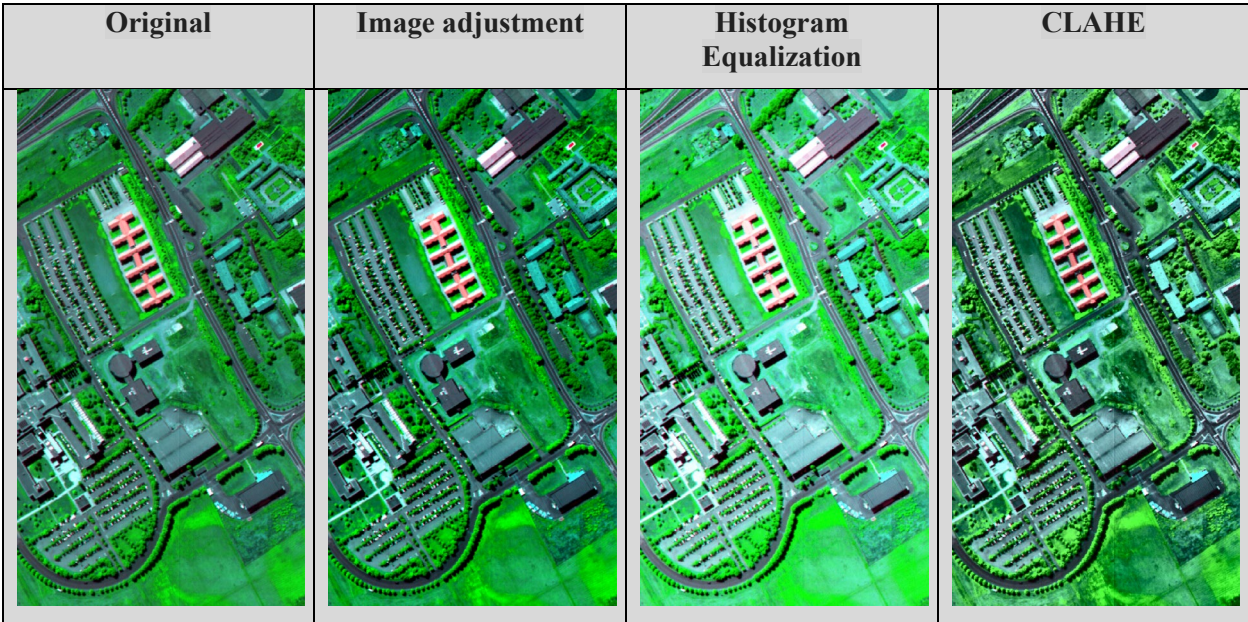 Original
Image adjustment
Histogram
Equalization
CLAHE